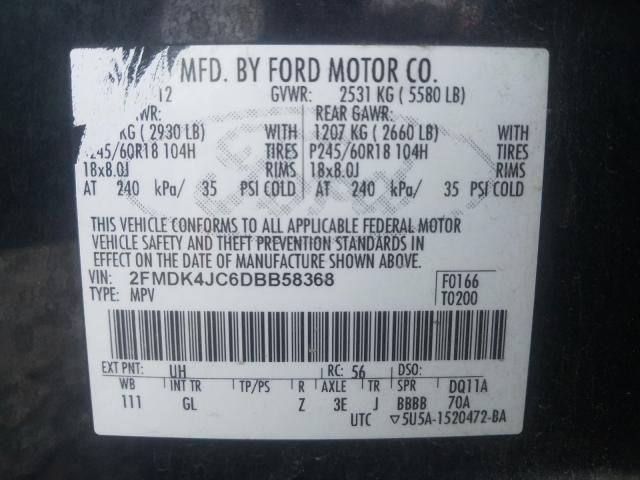 MFD. BY FORD MOTOR CO.
12 GVWR: 2531 KG ( 5580 LB)
WR: REAR GAWR:
KG ( 2930 LB) WITH 1207 KG ( 2660 LB) WITH
P245/60R18 104H TIRES P245/60R18 104H TIRES
18x8.0J RIMS 18x8.0J RIMS
AT 240 kPa/ 35 PSI COLD AT 240 kPa/ 35 PSI COLD
THIS VEHICLE CONFORMS TO ALL APPLICABLE FEDERAL MOTOR
VEHICLE SAFETY AND THEFT PREVENTION STANDARDS IN
EFFECT ON THE DATE OF MANUFACTURE SHOWN ABOVE.
VIN: 2FMDK4JC6DBB58368 F0166
TYPE: MPV T0200
EXT PNT: UH RC: 56 DSO:
WB INT TR TP/PS R AXLE TR SPR DQ11A
111 GL Z 3E J BBBB 70A
UTC ▽5U5A-1520472-BA